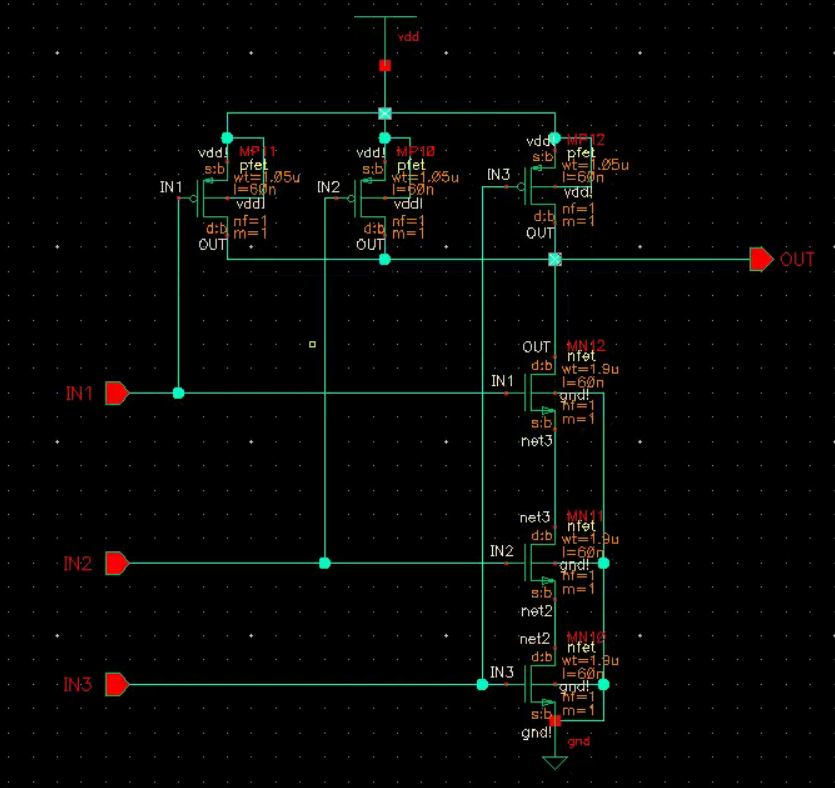 vdd
vdd!
MP11
pfet
s:b
wt=1.05u
l=60n
IN1
vdd!
nf=1
d:b
m=1
OUT
vdd!
MP10
pfet
s:b
wt=1.05u
l=60n
IN2
vdd!
nf=1
d:b
m=1
OUT
vdd!
MP12
pfet
s:b
wt=1.05u
l=60n
IN3
vdd!
nf=1
d:b
m=1
OUT
OUT
OUT
MN12
nfet
d:b
wt=1.9u
l=60n
IN1
IN1
gnd!
nf=1
s:b
m=1
net3
net3
MN11
nfet
d:b
wt=1.9u
l=60n
IN2
IN2
gnd!
nf=1
s:b
m=1
net2
net2
MN10
nfet
d:b
wt=1.9u
l=60n
IN3
IN3
gnd!
nf=1
s:b
m=1
gnd!
gnd